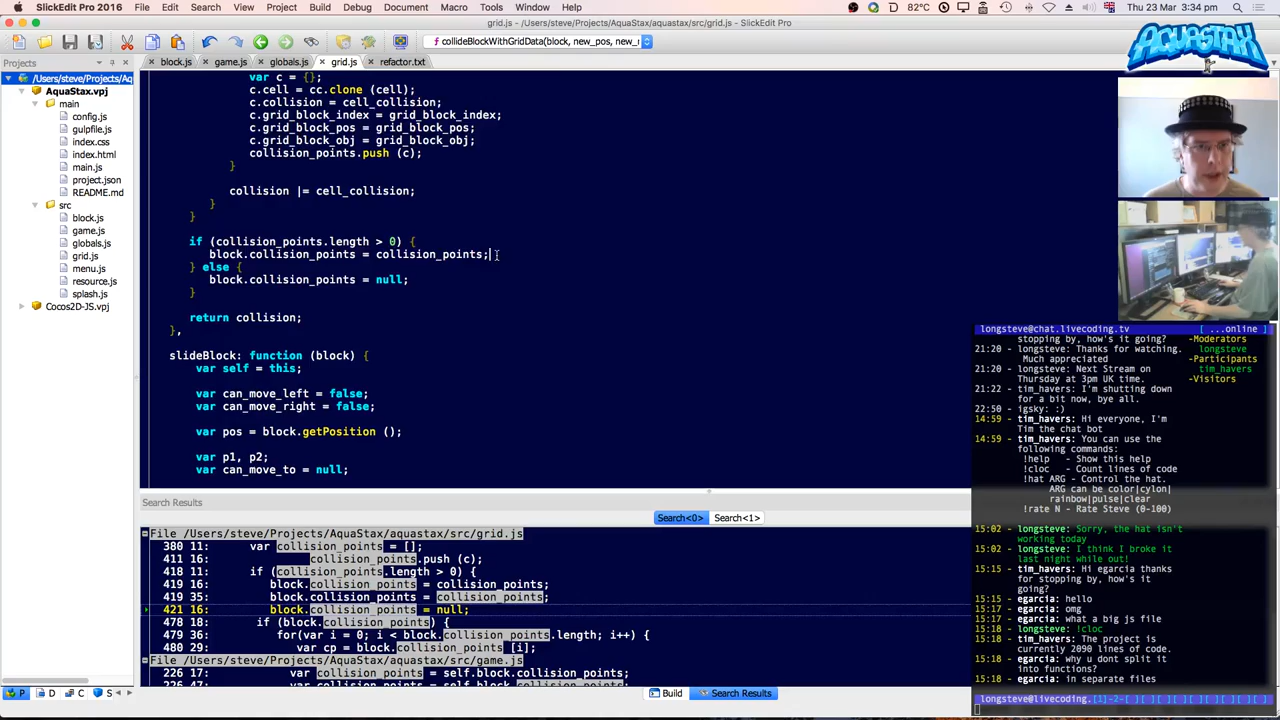 SlickEdit Pro 2016 File Edit Search View Project Build Debug Document Macro Tools Window Help
82°C
Thu 23 Mar 3:34 pm
grid.js - /Users/steve/Projects/AquaStax/aquastax/src/grid.js - SlickEdit Pro
collideBlockWithGridData(block, new_pos, new_r
AQUASTAX
Projects
block.js game.js globals.js grid.js refactor.txt
/Users/steve/Projects/Aq
AquaStax.vpj
main
config.js
gulpfile.js
index.css
index.html
main.js
project.json
README.md
src
block.js
game.js
globals.js
grid.js
menu.js
resource.js
splash.js
Cocos2D-JS.vpj
var c = {};
c.cell = cc.clone (cell);
c.collision = cell_collision;
c.grid_block_index = grid_block_index;
c.grid_block_pos = grid_block_pos;
c.grid_block_obj = grid_block_obj;
collision_points.push (c);
}
collision |= cell_collision;
}
}
if (collision_points.length > 0) {
block.collision_points = collision_points;
} else {
block.collision_points = null;
}
return collision;
},
slideBlock: function (block) {
var self = this;
var can_move_left = false;
var can_move_right = false;
var pos = block.getPosition ();
var p1, p2;
var can_move_to = null;
Search Results
Search<0> Search<1>
File /Users/steve/Projects/AquaStax/aquastax/src/grid.js
380 11: var collision_points = [];
411 16: collision_points.push (c);
418 11: if (collision_points.length > 0) {
419 16: block.collision_points = collision_points;
419 35: block.collision_points = collision_points;
421 16: block.collision_points = null;
478 18: if (block.collision_points) {
479 36: for(var i = 0; i < block.collision_points.length; i++) {
480 29: var cp = block.collision_points [i];
File /Users/steve/Projects/AquaStax/aquastax/src/game.js
226 17: var collision_points = self.block.collision_points;
P D C S
Build Search Results
longsteve@chat.livecoding.tv [ ...online ]
stopping by, how's it going?
21:20 - longsteve: Thanks for watching. Much appreciated
21:20 - longsteve: Next Stream on Thursday at 3pm UK time.
21:22 - tim_havers: I'm shutting down for a bit now, bye all.
22:50 - igsky: :)
14:59 - tim_havers: Hi everyone, I'm Tim the chat bot
14:59 - tim_havers: You can use the following commands:
!help - Show this help
!cloc - Count lines of code
!hat ARG - Control the hat.
ARG can be color|cylon|
rainbow|pulse|clear
!rate N - Rate Steve (0-100)
15:02 - longsteve: Sorry, the hat isn't working today
15:02 - longsteve: I think I broke it last night while out!
15:15 - tim_havers: Hi egarcia thanks for stopping by, how's it going?
15:15 - egarcia: hello
15:17 - egarcia: omg
15:17 - egarcia: what a big js file
15:18 - longsteve: !cloc
15:18 - tim_havers: The project is currently 2090 lines of code.
15:18 - egarcia: why u dont split it into functions?
15:18 - egarcia: in separate files
-Moderators
longsteve
-Participants
tim_havers
-Visitors
longsteve@livecoding.[1]-2-[ ][ ][ ][ ][ ][ ][ ]